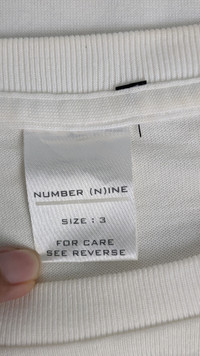 NUMBER (N)INE
SIZE : 3
FOR CARE
SEE REVERSE